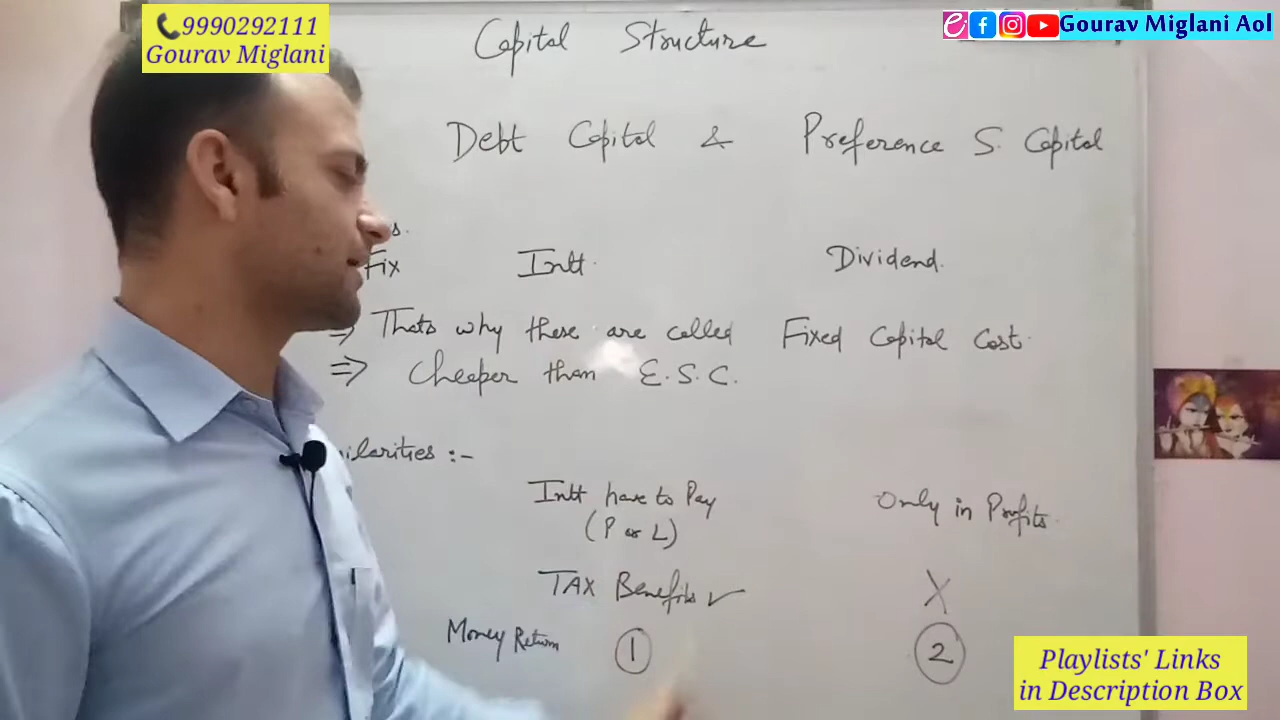 9990292111
Gourav Miglani
Gourav Miglani Aol
Capital Structure
Debt Capital & Preference S. Capital
s.
Fix Intt. Dividend.
=> Thats why these are called Fixed Capital Cost.
=> Cheaper than E.S.C.
ilarities :-
Intt have to Pay Only in Profits.
(P or L)
TAX Benefits ✓ X
Money Return 1 2
Playlists' Links
in Description Box